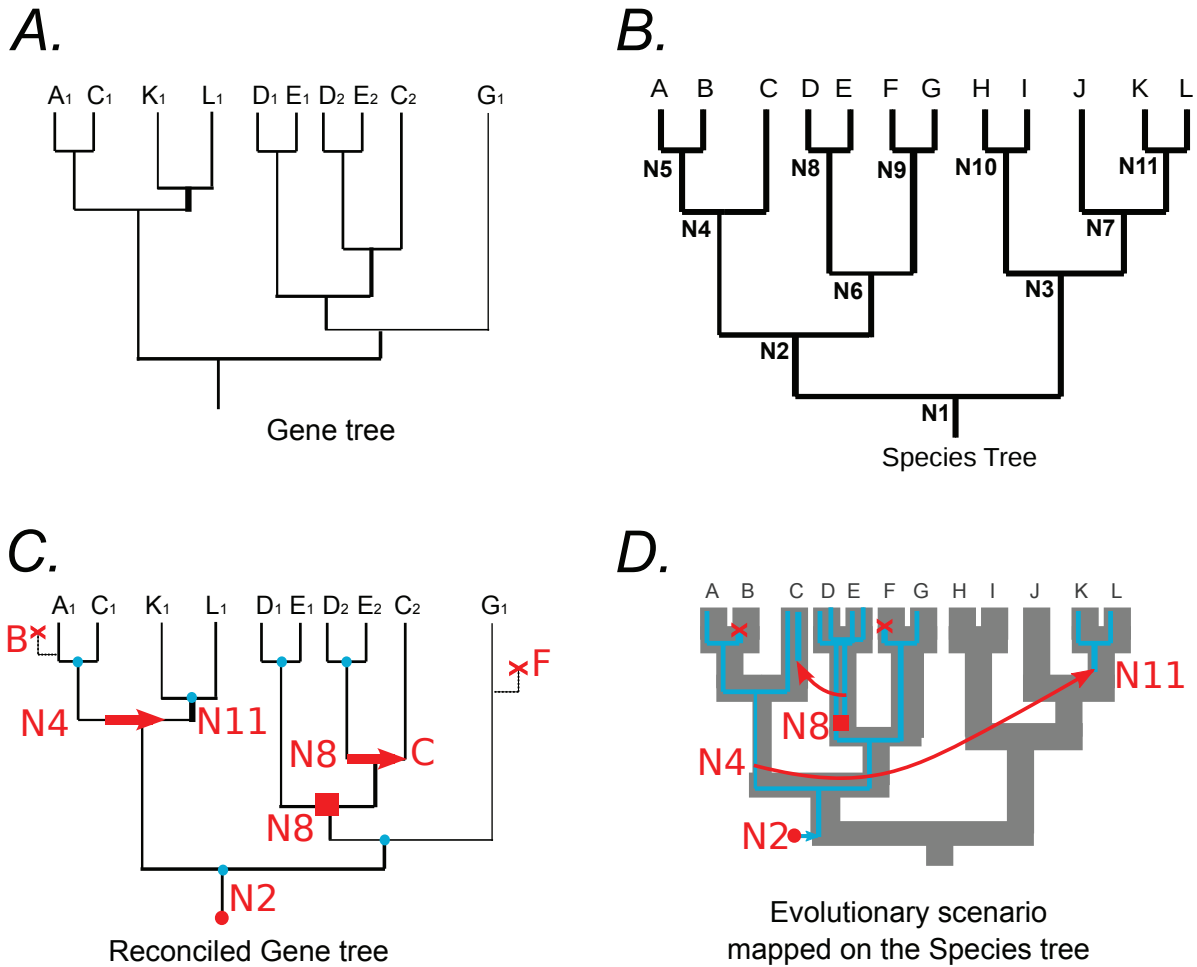 A.
A1 C1 K1 L1 D1 E1 D2 E2 C2 G1
Gene tree
B.
A B C D E F G H I J K L
N5 N8 N9 N10 N11
N4 N7
N6 N3
N2
N1
Species Tree
C.
A1 C1 K1 L1 D1 E1 D2 E2 C2 G1
B F
N4 N11
N8 C
N8
N2
Reconciled Gene tree
D.
A B C D E F G H I J K L
N11
N8
N4
N2
Evolutionary scenario
mapped on the Species tree